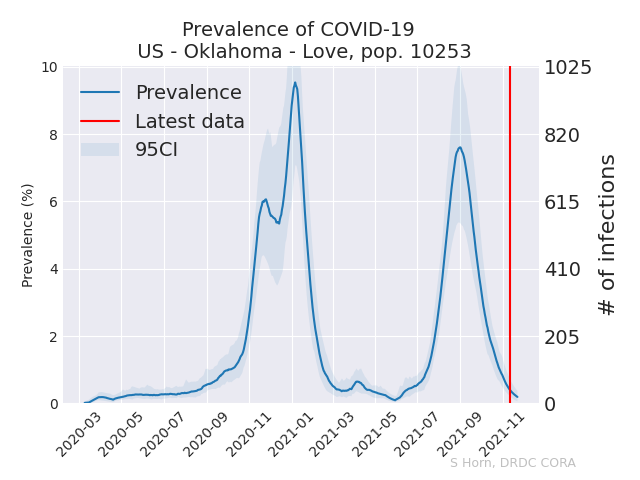 Prevalence of COVID-19
US - Oklahoma - Love, pop. 10253
Prevalence (%)
10
8
6
4
2
0
Prevalence
Latest data
95CI
1025
820
615
410
205
0
# of infections
2020-03
2020-05
2020-07
2020-09
2020-11
2021-01
2021-03
2021-05
2021-07
2021-09
2021-11
S Horn, DRDC CORA